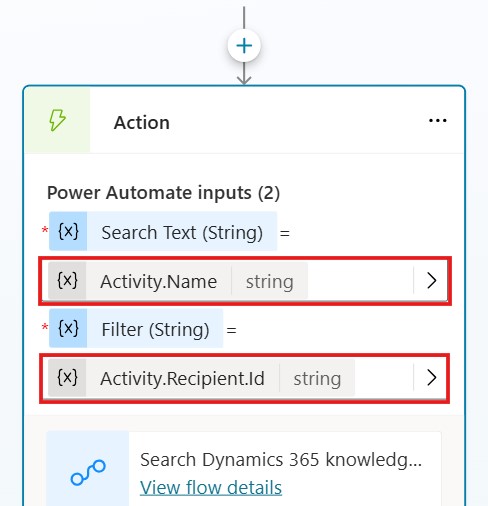 Action
Power Automate inputs (2)
* {x} Search Text (String) =
{x} Activity.Name string
* {x} Filter (String) =
{x} Activity.Recipient.Id string
Search Dynamics 365 knowledg...
View flow details